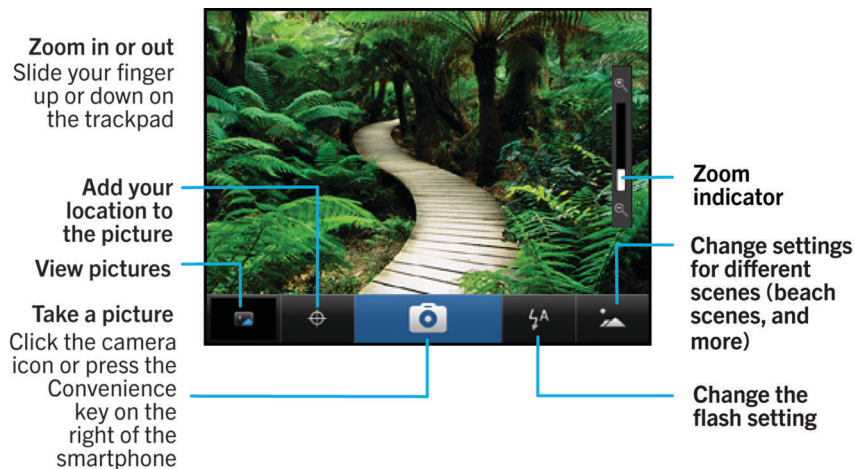 Zoom in or out
Slide your finger
up or down on
the trackpad
Add your
location to
the picture
View pictures
Take a picture
Click the camera
icon or press the
Convenience
key on the
right of the
smartphone
A
Zoom
indicator
Change settings
for different
scenes (beach
scenes, and
more)
Change the
flash setting